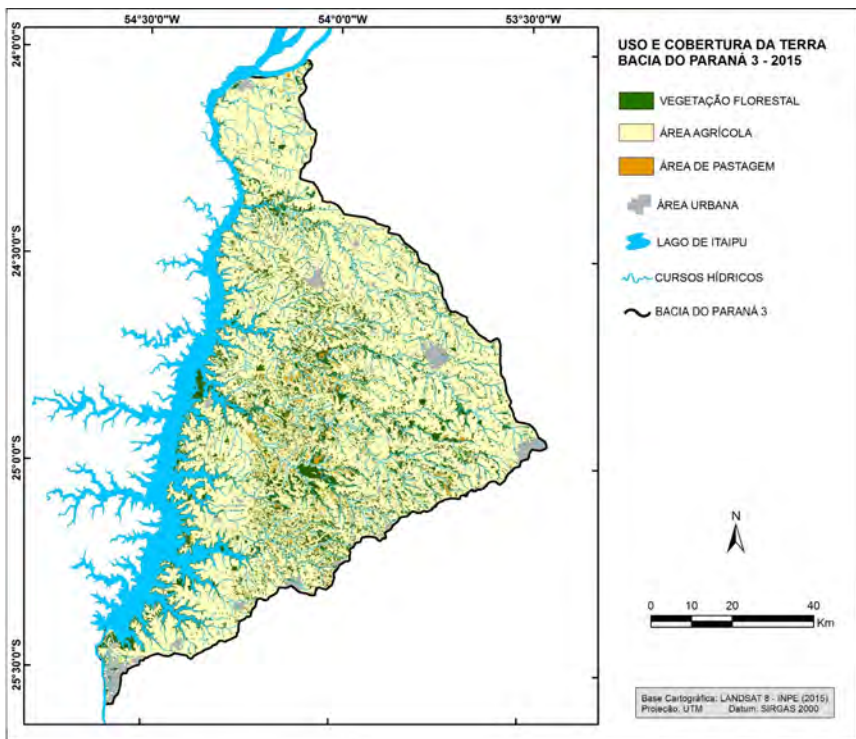 54°30'0"S
54°0'0"S
53°30'0"S
24°0'0"S
24°30'0"S
25°0'0"S
25°30'0"S
USO E COBERTURA DA TERRA
BACIA DO PARANÁ 3 - 2015
VEGETAÇÃO FLORESTAL
ÁREA AGRÍCOLA
ÁREA DE PASTAGEM
ÁREA URBANA
LAGO DE ITAIPU
CURSOS HÍDRICOS
BACIA DO PARANÁ 3
N
0 10 20 40
Km
Base Cartográfica: LANDSAT 8 - INPE (2015)
Projecão: UTM Datum: SIRGAS 2000